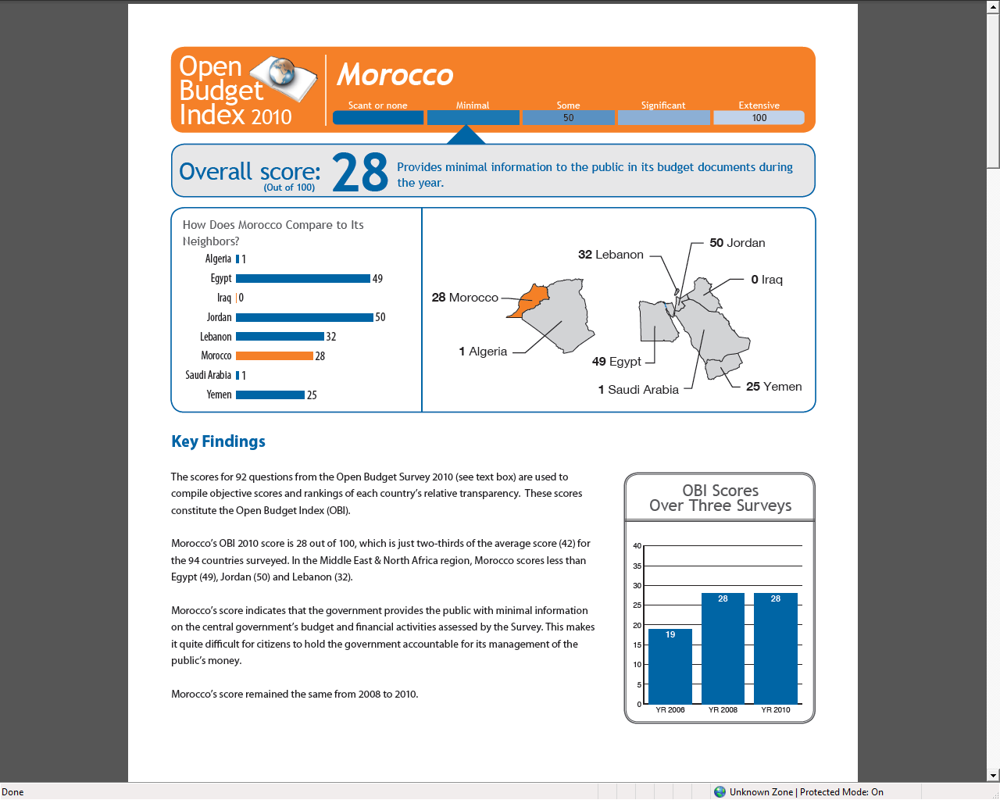 Open
Budget
Index 2010
Morocco
Scant or none
Minimal
Some
Significant
Extensive
50
100
Overall score:
(Out of 100)
28
Provides minimal information to the public in its budget documents during
the year.
How Does Morocco Compare to Its
Neighbors?
Algeria 1
Egypt 49
Iraq 0
Jordan 50
Lebanon 32
Morocco 28
Saudi Arabia 1
Yemen 25
50 Jordan
32 Lebanon
0 Iraq
28 Morocco
1 Algeria
49 Egypt
1 Saudi Arabia
25 Yemen
Key Findings
The scores for 92 questions from the Open Budget Survey 2010 (see text box) are used to
compile objective scores and rankings of each country's relative transparency.  These scores
constitute the Open Budget Index (OBI).
Morocco's OBI 2010 score is 28 out of 100, which is just two-thirds of the average score (42) for
the 94 countries surveyed. In the Middle East & North Africa region, Morocco scores less than
Egypt (49), Jordan (50) and Lebanon (32).
Morocco's score indicates that the government provides the public with minimal information
on the central government's budget and financial activities assessed by the Survey. This makes
it quite difficult for citizens to hold the government accountable for its management of the
public's money.
Morocco's score remained the same from 2008 to 2010.
OBI Scores
Over Three Surveys
40
35
30
25
20
15
10
5
0
19
28
28
YR 2006
YR 2008
YR 2010
Done
Unknown Zone | Protected Mode: On